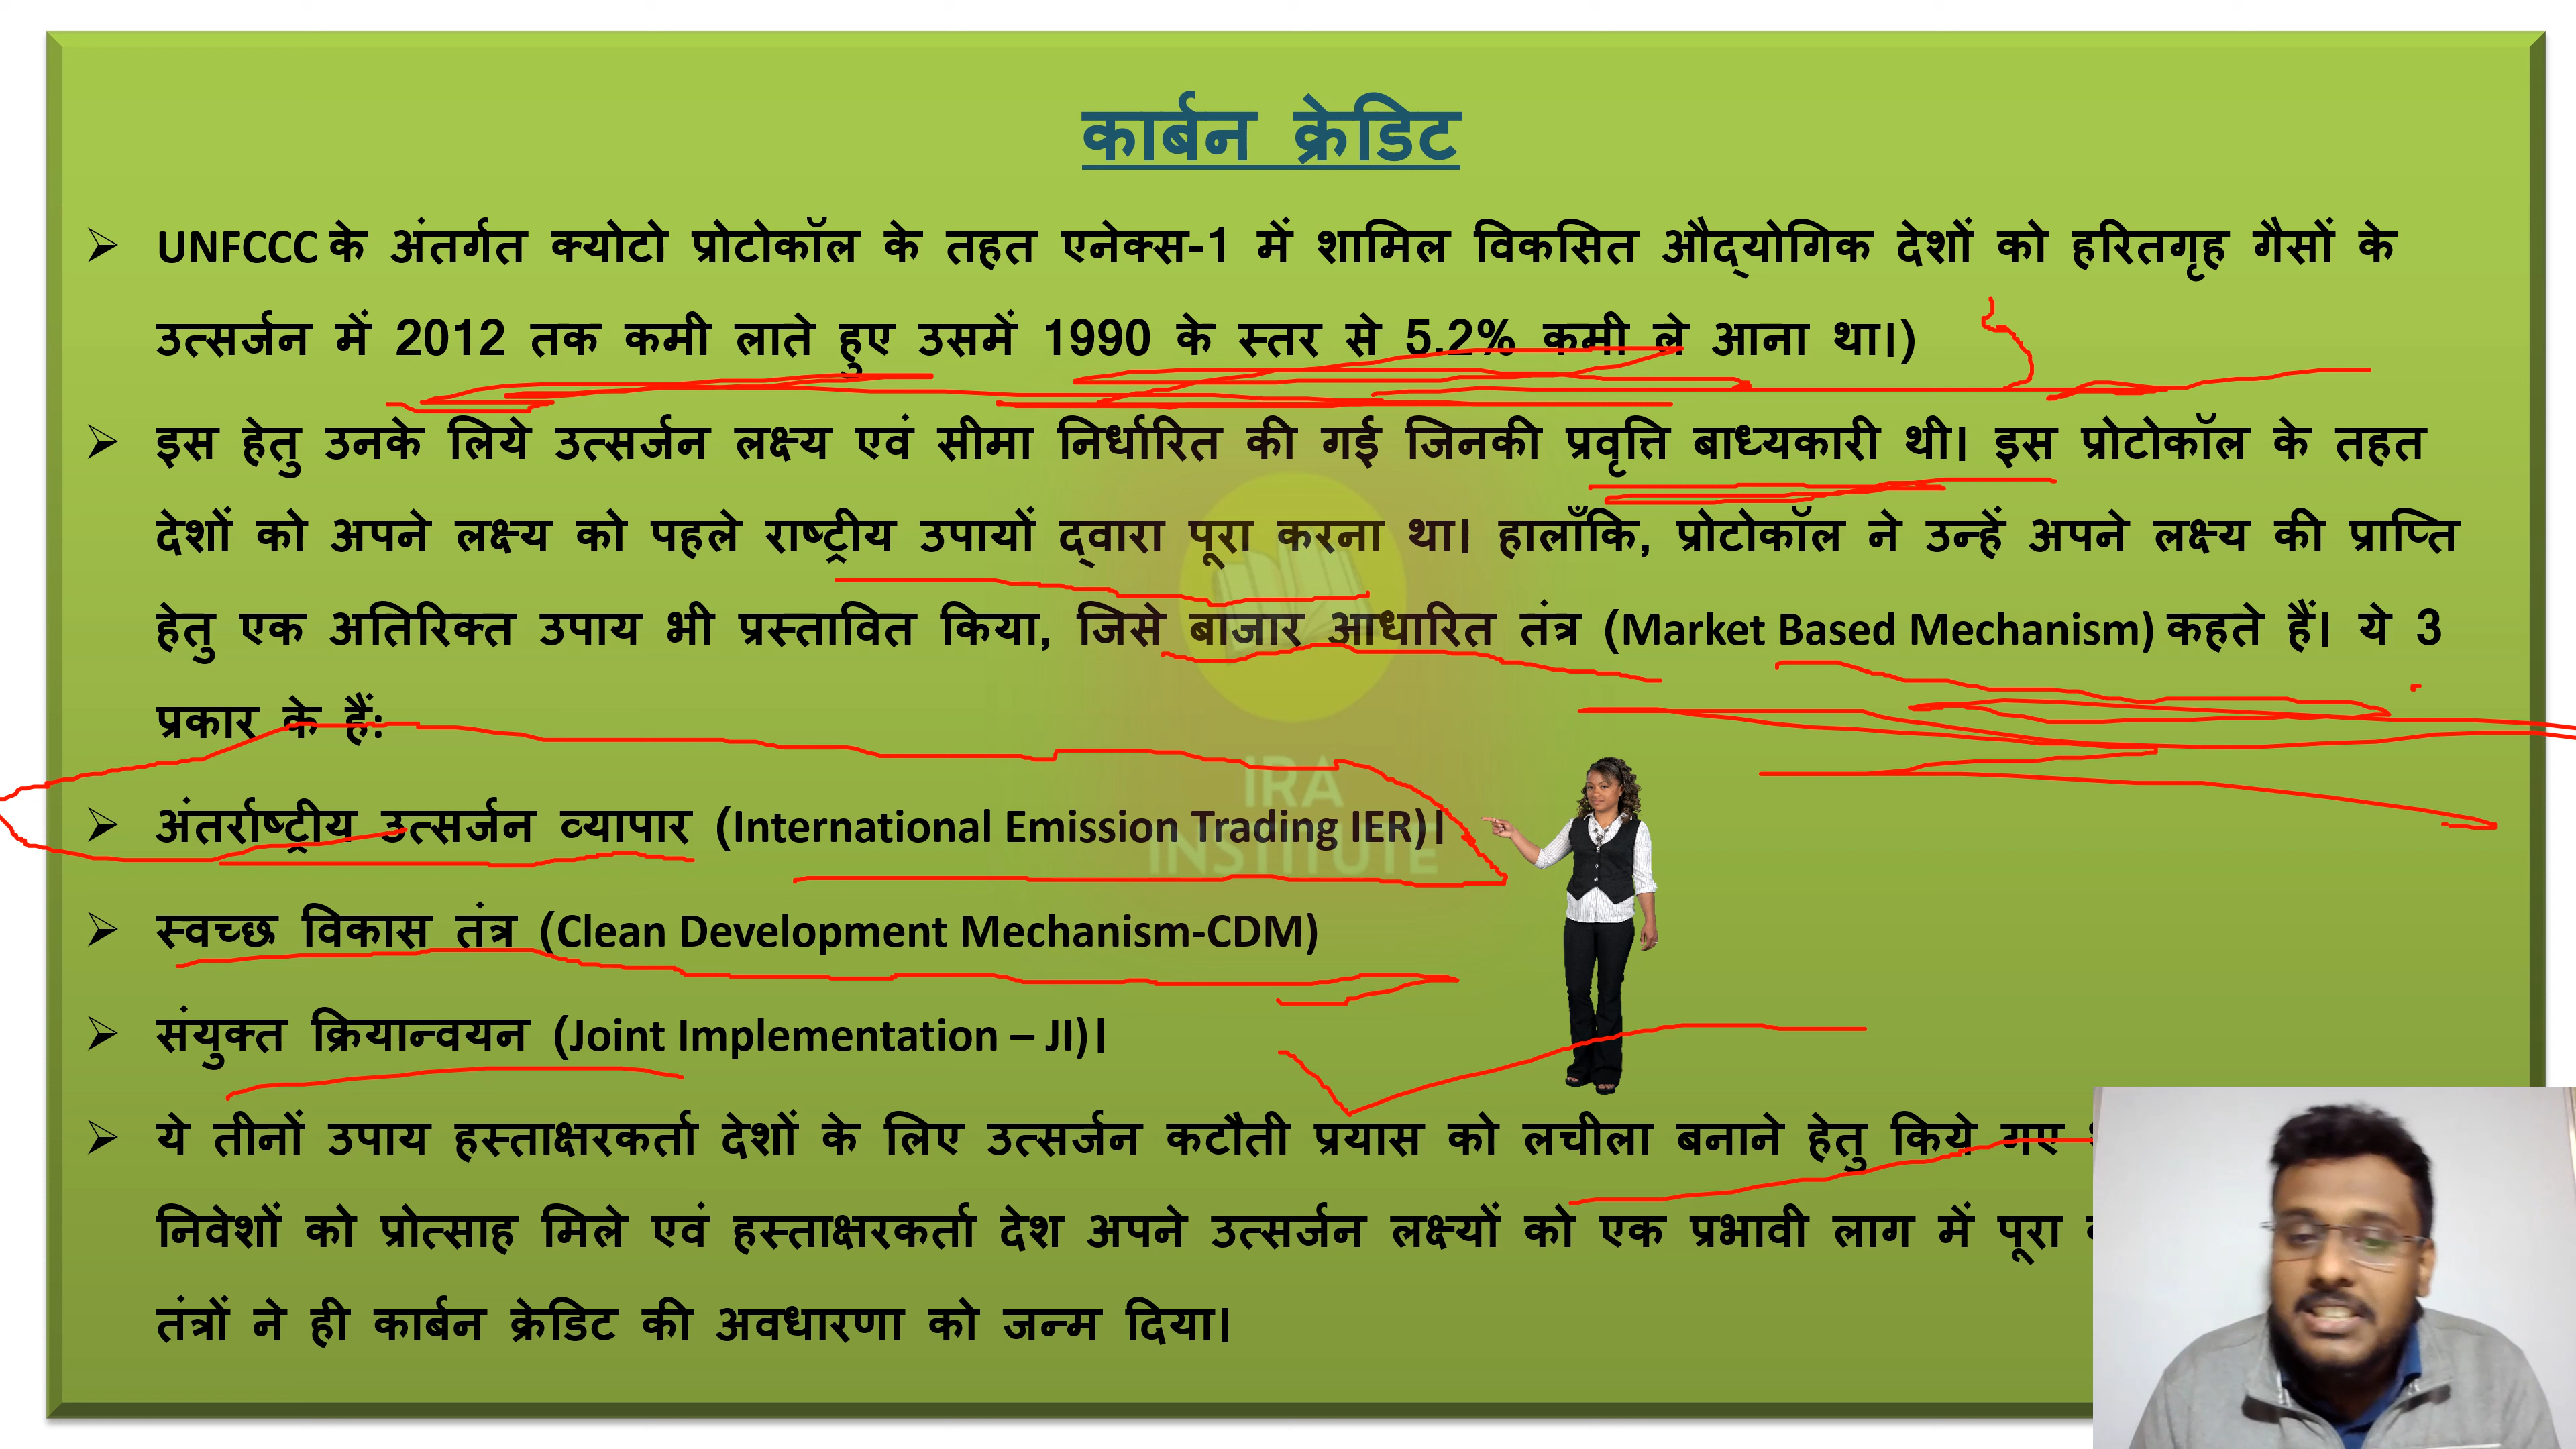 कार्बन क्रेडिट
UNFCCC के अंतर्गत क्योटो प्रोटोकॉल के तहत एनेक्स-1 में शामिल विकसित औद्योगिक देशों को हरितगृह गैसों के
उत्सर्जन में 2012 तक कमी लाते हुए उसमें 1990 के स्तर से 5.2% कमी ले आना था।)
इस हेतु उनके लिये उत्सर्जन लक्ष्य एवं सीमा निर्धारित की गई जिनकी प्रवृत्ति बाध्यकारी थी। इस प्रोटोकॉल के तहत
देशों को अपने लक्ष्य को पहले राष्ट्रीय उपायों द्वारा पूरा करना था। हालाँकि, प्रोटोकॉल ने उन्हें अपने लक्ष्य की प्राप्ति
हेतु एक अतिरिक्त उपाय भी प्रस्तावित किया, जिसे बाजार आधारित तंत्र (Market Based Mechanism) कहते हैं। ये 3
प्रकार के हैं:
अंतर्राष्ट्रीय उत्सर्जन व्यापार (International Emission Trading IER)।
स्वच्छ विकास तंत्र (Clean Development Mechanism-CDM)
संयुक्त क्रियान्वयन (Joint Implementation – JI)।
ये तीनों उपाय हस्ताक्षरकर्ता देशों के लिए उत्सर्जन कटौती प्रयास को लचीला बनाने हेतु किये गए
निवेशों को प्रोत्साह मिले एवं हस्ताक्षरकर्ता देश अपने उत्सर्जन लक्ष्यों को एक प्रभावी लाग में पूरा
तंत्रों ने ही कार्बन क्रेडिट की अवधारणा को जन्म दिया।
IRA
INSTITUTE